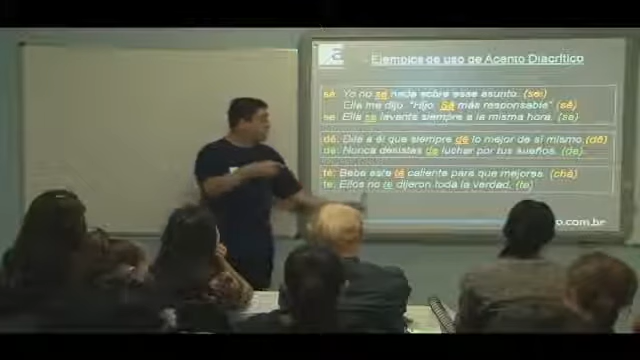 Ejemplos de uso de Acento Diacrítico
sé: Yo no sé nada sobre ese asunto. (sei)
Ella me dijo: "Hijo Sé más responsable" (sê)
se: Ella se levanta siempre a la misma hora. (se)
dé: Dile a él que siempre dé lo mejor de sí mismo. (dê)
de: Nunca desistas de luchar por tus sueños. (de)
té: Bebe este té caliente para que mejores. (chá)
te: Ellos no te dijeron toda la verdad. (te)
o.com.br